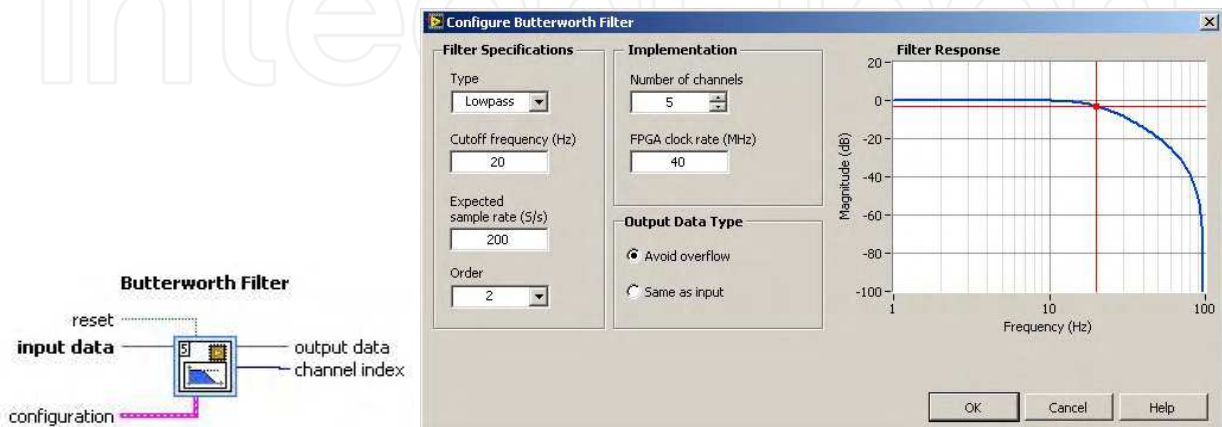 IntechOpen
Configure Butterworth Filter
Filter Specifications
Type
Lowpass
Cutoff frequency (Hz)
20
Expected
sample rate (S/s)
200
Order
2
Implementation
Number of channels
5
FPGA clock rate (MHz)
40
Output Data Type
Avoid overflow
Same as input
Filter Response
20
0
-20
-40
-60
-80
-100
Magnitude (dB)
1
10
100
Frequency (Hz)
OK
Cancel
Help
Butterworth Filter
reset
input data
configuration
5
output data
channel index